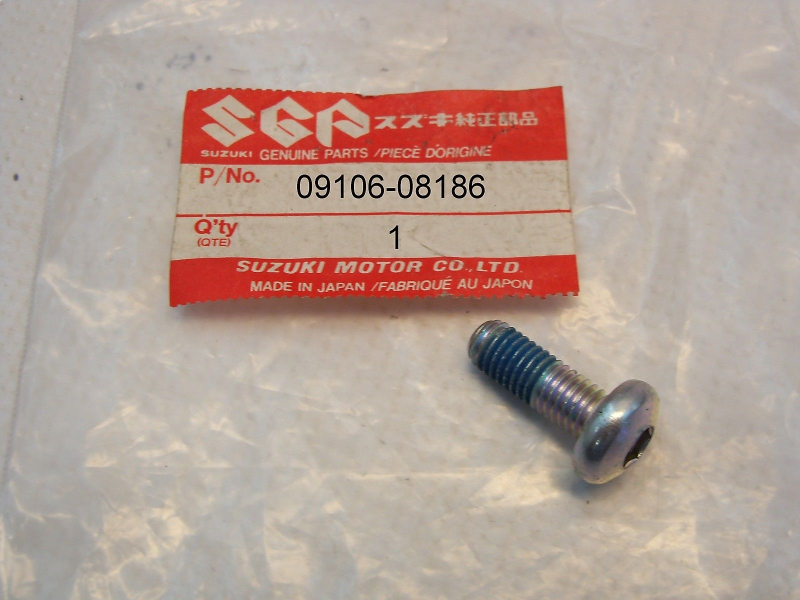 SGP スズキ純正部品
SUZUKI GENUINE PARTS /PIECE D'ORIGINE
P/No. 09106-08186
Q'ty 1
(QTE)
SUZUKI MOTOR CO.,LTD.
MADE IN JAPAN /FABRIQUÉ AU JAPON